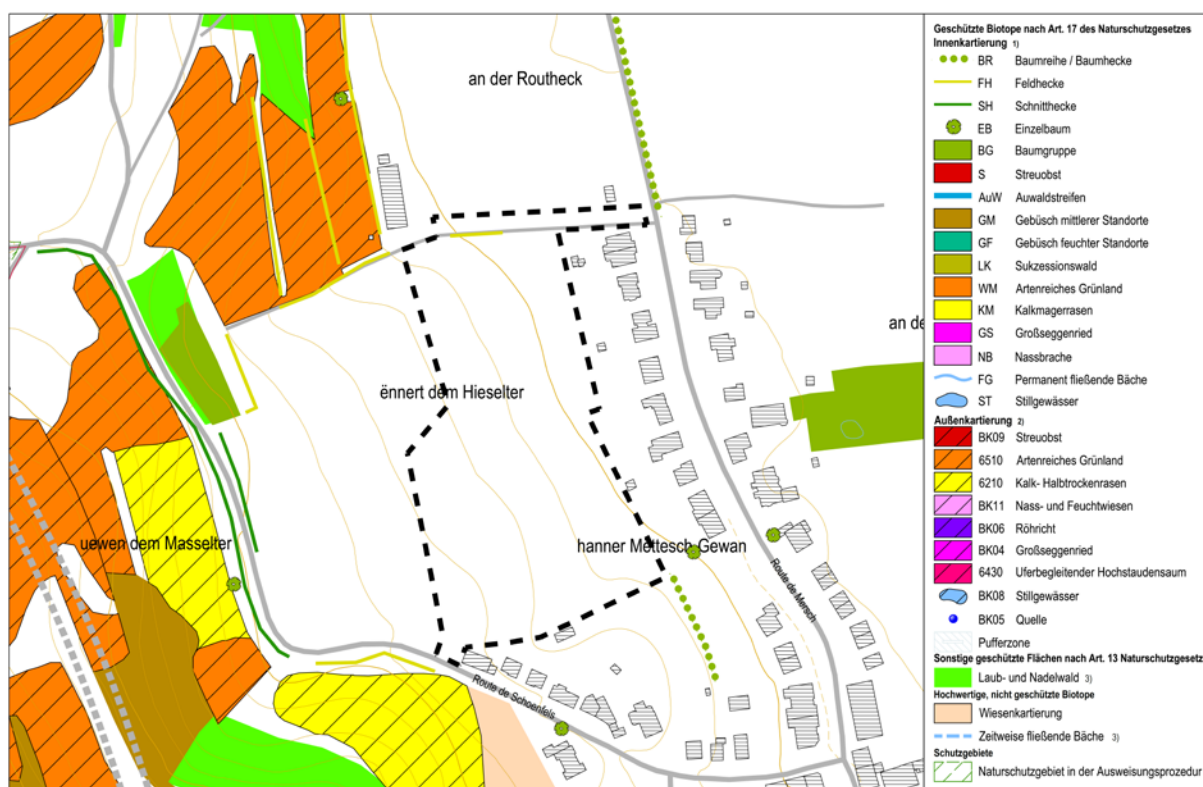 an der Routheck
ënnert dem Hieselter
uewen dem Masselter
hanner Mëttesch Gewan
Route de Mersch
Route de Schoenfels
an de
Geschützte Biotope nach Art. 17 des Naturschutzgesetzes
Innenkartierung 1)
BR Baumreihe / Baumhecke
FH Feldhecke
SH Schnitthecke
EB Einzelbaum
BG Baumgruppe
S Streuobst
AuW Auwaldstreifen
GM Gebüsch mittlerer Standorte
GF Gebüsch feuchter Standorte
LK Sukzessionswald
WM Artenreiches Grünland
KM Kalkmagerrasen
GS Großseggenried
NB Nassbrache
FG Permanent fließende Bäche
ST Stillgewässer
Außenkartierung 2)
BK09 Streuobst
6510 Artenreiches Grünland
6210 Kalk- Halbtrockenrasen
BK11 Nass- und Feuchtwiesen
BK06 Röhricht
BK04 Großseggenried
6430 Uferbegleitender Hochstaudensaum
BK08 Stillgewässer
BK05 Quelle
Pufferzone
Sonstige geschützte Flächen nach Art. 13 Naturschutzgesetz
Laub- und Nadelwald 3)
Hochwertige, nicht geschützte Biotope
Wiesenkartierung
Zeitweise fließende Bäche 3)
Schutzgebiete
Naturschutzgebiet in der Ausweisungsprozedur